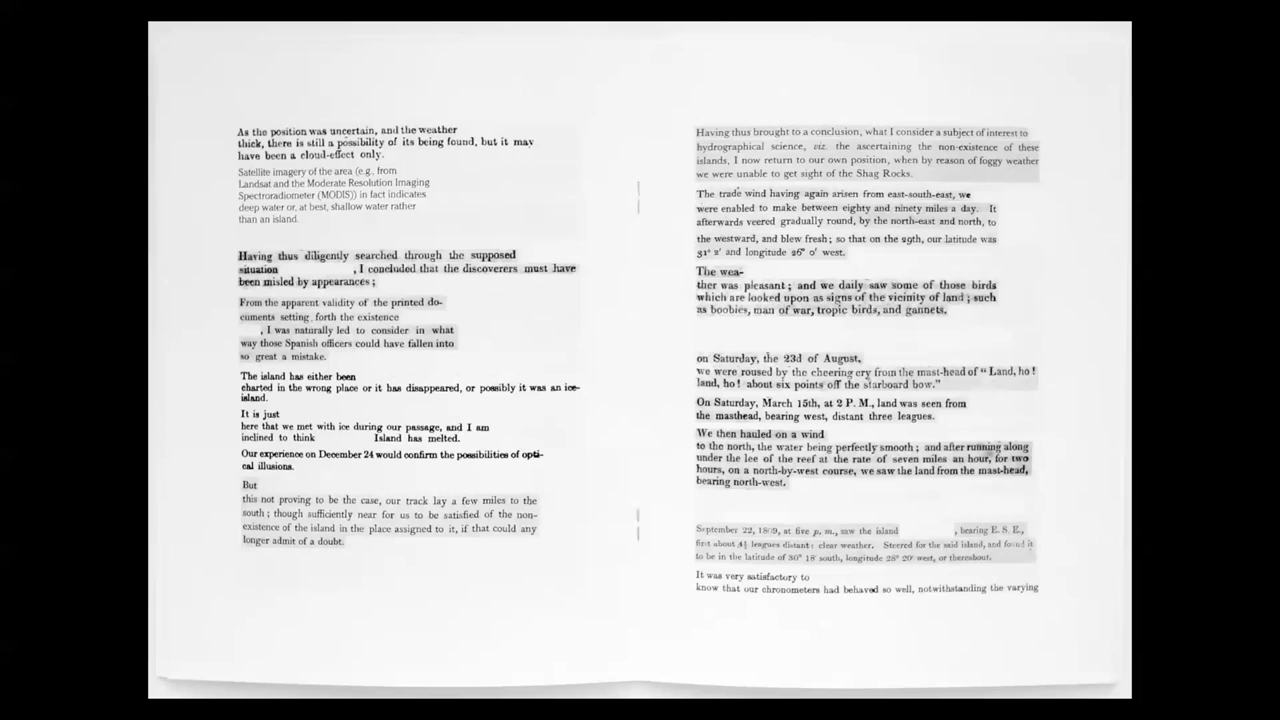 As the position was uncertain, and the weather
thick, there is still a possibility of its being found, but it may
have been a cloud-effect only.
Satellite imagery of the area (e.g., from
Landsat and the Moderate Resolution Imaging
Spectroradiometer (MODIS)) in fact indicates
deep water or, at best, shallow water rather
than an island.
Having thus diligently searched through the supposed
situation , I concluded that the discoverers must have
been misled by appearances ;
From the apparent validity of the printed do-
cuments setting forth the existence
, I was naturally led to consider in what
way those Spanish officers could have fallen into
so great a mistake.
The island has either been
charted in the wrong place or it has disappeared, or possibly it was an ice-
island.
It is just
here that we met with ice during our passage, and I am
inclined to think Island has melted.
Our experience on December 24 would confirm the possibilities of opti-
cal illusions.
But
this not proving to be the case, our track lay a few miles to the
south ; though sufficiently near for us to be satisfied of the non-
existence of the island in the place assigned to it, if that could any
longer admit of a doubt.
Having thus brought to a conclusion, what I consider a subject of interest to
hydrographical science, viz. the ascertaining the non-existence of these
islands, I now return to our own position, when by reason of foggy weather
we were unable to get sight of the Shag Rocks.
The trade wind having again arisen from east-south-east, we
were enabled to make between eighty and ninety miles a day. It
afterwards veered gradually round, by the north-east and north, to
the westward, and blew fresh ; so that on the 29th, our latitude was
31° 2′ and longitude 26° 0′ west.
The wea-
ther was pleasant ; and we daily saw some of those birds
which are looked upon as signs of the vicinity of land ; such
as boobies, man of war, tropic birds, and gannets.
on Saturday, the 23d of August,
we were roused by the cheering cry from the mast-head of “ Land, ho !
land, ho ! about six points off the starboard bow.”
On Saturday, March 15th, at 2 P. M., land was seen from
the masthead, bearing west, distant three leagues.
We then hauled on a wind
to the north, the water being perfectly smooth ; and after running along
under the lee of the reef at the rate of seven miles an hour, for two
hours, on a north-by-west course, we saw the land from the mast-head,
bearing north-west.
September 22, 1809, at five p. m., saw the island , bearing E. S. E.,
first about 4½ leagues distant : clear weather. Steered for the said island, and found it
to be in the latitude of 30° 18′ south, longitude 28° 20′ west, or thereabout.
It was very satisfactory to
know that our chronometers had behaved so well, notwithstanding the varying